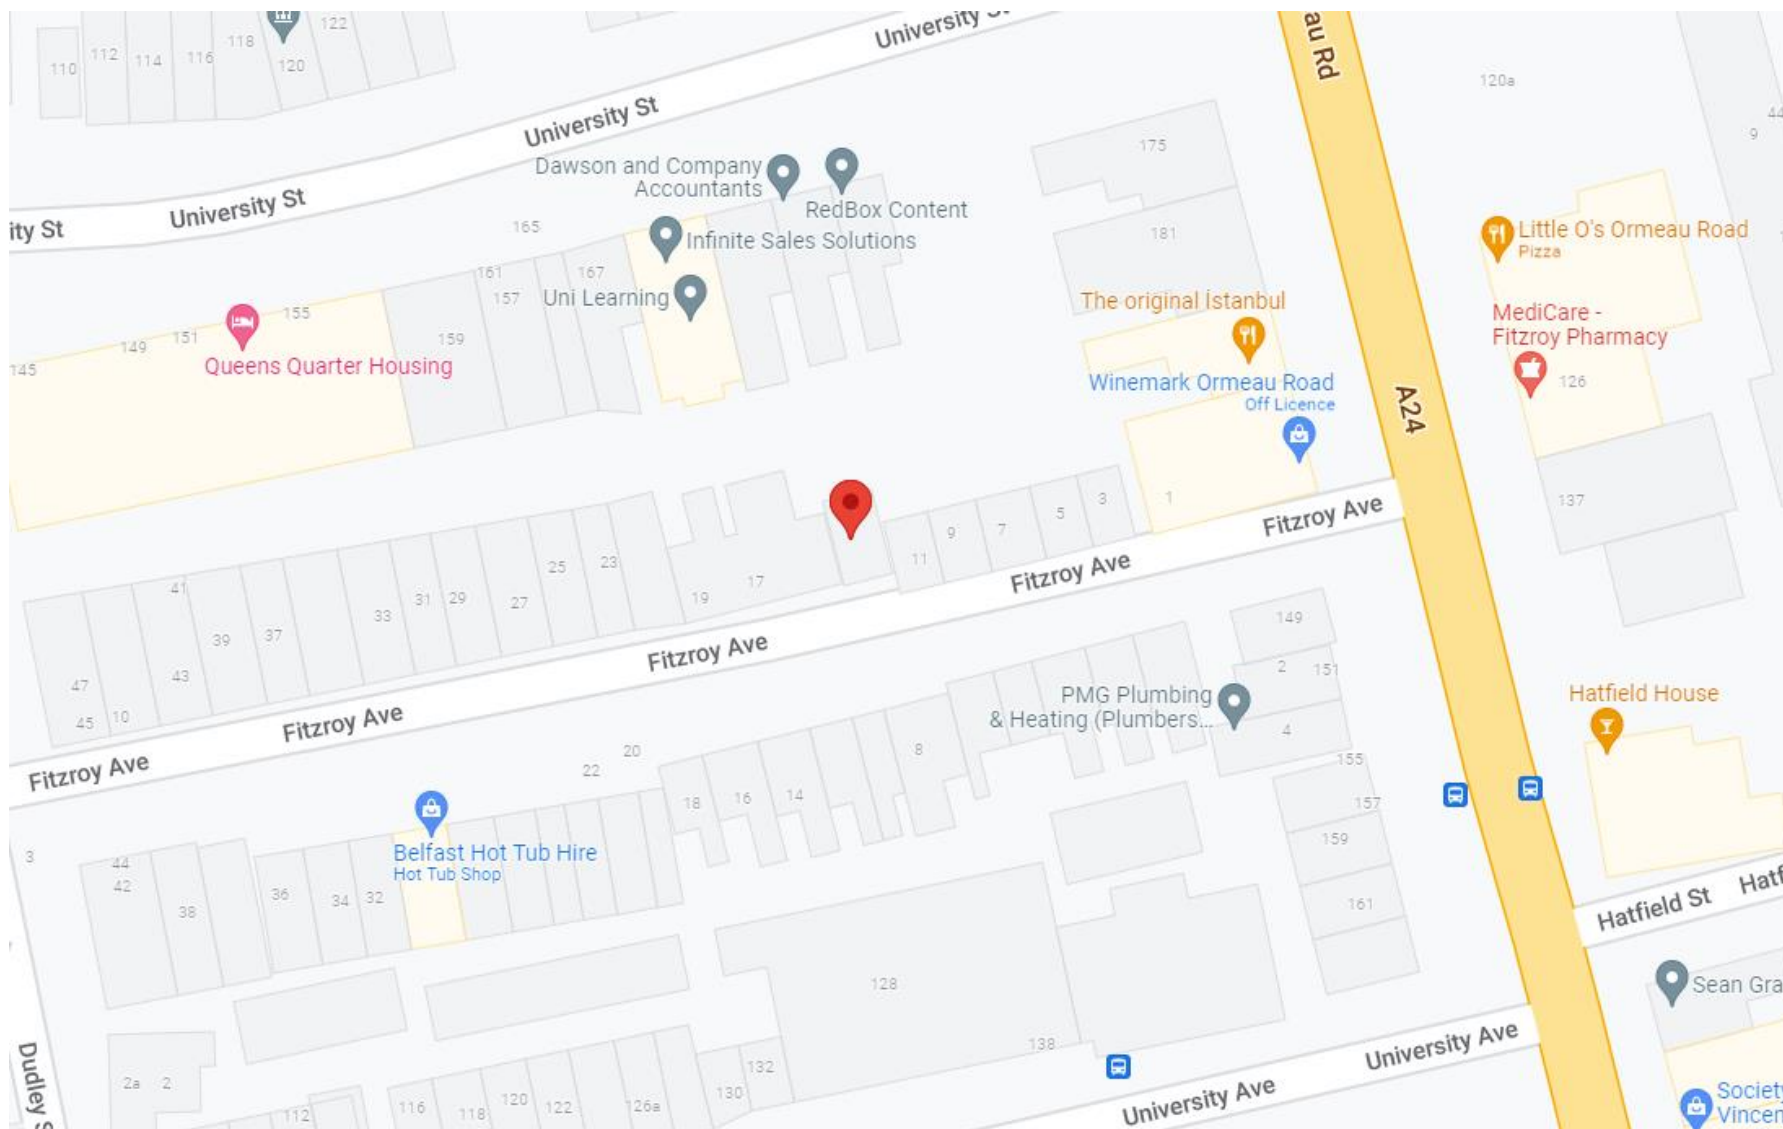 122
118
112
114
116
110
120
University St
au Rd
120a
44
9
University St
175
Dawson and Company
Accountants
RedBox Content
University St
ity St
165
Infinite Sales Solutions
181
Little O's Ormeau Road
Pizza
161
167
157
Uni Learning
The original İstanbul
MediCare -
Fitzroy Pharmacy
155
151
149
159
145
Queens Quarter Housing
Winemark Ormeau Road
Off Licence
126
A24
1
3
5
7
9
11
Fitzroy Ave
137
Fitzroy Ave
17
19
23
25
27
29
31
33
37
39
41
43
47
45
10
Fitzroy Ave
149
2
151
PMG Plumbing
& Heating (Plumbers...
4
Hatfield House
Fitzroy Ave
Fitzroy Ave
20
22
8
155
157
14
16
18
159
3
44
42
38
36
34
32
Belfast Hot Tub Hire
Hot Tub Shop
161
Hatfield St
Hatf
128
138
Sean Gra
University Ave
University Ave
Dudley S
2a
2
132
130
112
116
118
120
122
126a
Society
Vincen